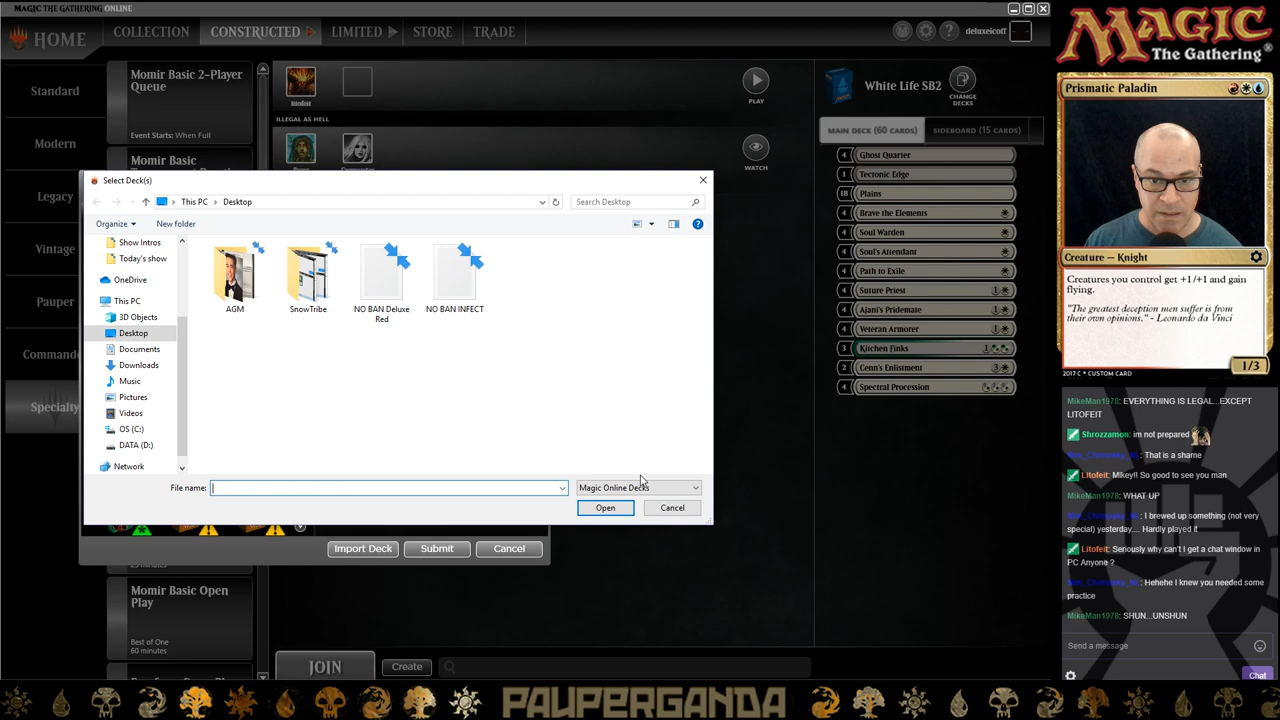 MAGIC THE GATHERING ONLINE
HOME
COLLECTION
CONSTRUCTED
LIMITED
STORE
TRADE
deluxeicoff
Standard
Modern
Legacy
Vintage
Pauper
Commande
Specialty
Momir Basic 2-Player
Queue
Event Starts: When Full
Momir Basic
litofeit
ILLEGAL AS HELL
PLAY
WATCH
White Life SB2
CHANGE
DECKS
MAIN DECK (60 CARDS)
SIDEBOARD (15 CARDS)
4 Ghost Quarter
1 Tectonic Edge
18 Plains
4 Brave the Elements
4 Soul Warden
4 Soul's Attendant
4 Path to Exile
4 Suture Priest 1
4 Ajani's Pridemate 1
4 Veteran Armorer 1
3 Kitchen Finks 1
2 Cenn's Enlistment 3
4 Spectral Procession
Select Deck(s)
This PC > Desktop
Search Desktop
Organize
New folder
Show Intros
Today's show
OneDrive
This PC
3D Objects
Desktop
Documents
Downloads
Music
Pictures
Videos
OS (C:)
DATA (D:)
Network
AGM
SnowTribe
NO BAN Deluxe
Red
NO BAN INFECT
File name:
Magic Online Decks
Open
Cancel
Import Deck
Submit
Cancel
Momir Basic Open
Play
Best of One
60 minutes
JOIN
Create
MAGIC
The Gathering®
Prismatic Paladin
Creature — Knight
Creatures you control get +1/+1 and gain
flying.
"The greatest deception men suffer is from
their own opinions." - Leonardo da Vinci
2017 C * CUSTOM CARD
1/3
MikeMan1978: EVERYTHING IS LEGAL...EXCEPT
LITOFEIT
Shrozzamon: im not prepared
That is a shame
Litofeit: MIkey!! So good to see you man
MikeMan1978: WHAT UP
I brewed up something (not very
special) yesterday.... Hardly played it
Litofeit: Seriously why can't I get a chat window in
PC Anyone ?
Hehehe I knew you needed some
practice
MikeMan1978: SHUN...UNSHUN
Send a message
Chat
PAUPERGANDA